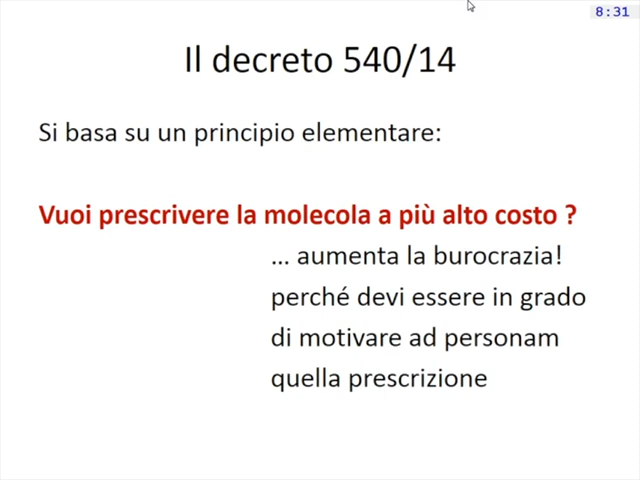 8:31
Il decreto 540/14
Si basa su un principio elementare:
Vuoi prescrivere la molecola a più alto costo ?
... aumenta la burocrazia!
perché devi essere in grado
di motivare ad personam
quella prescrizione